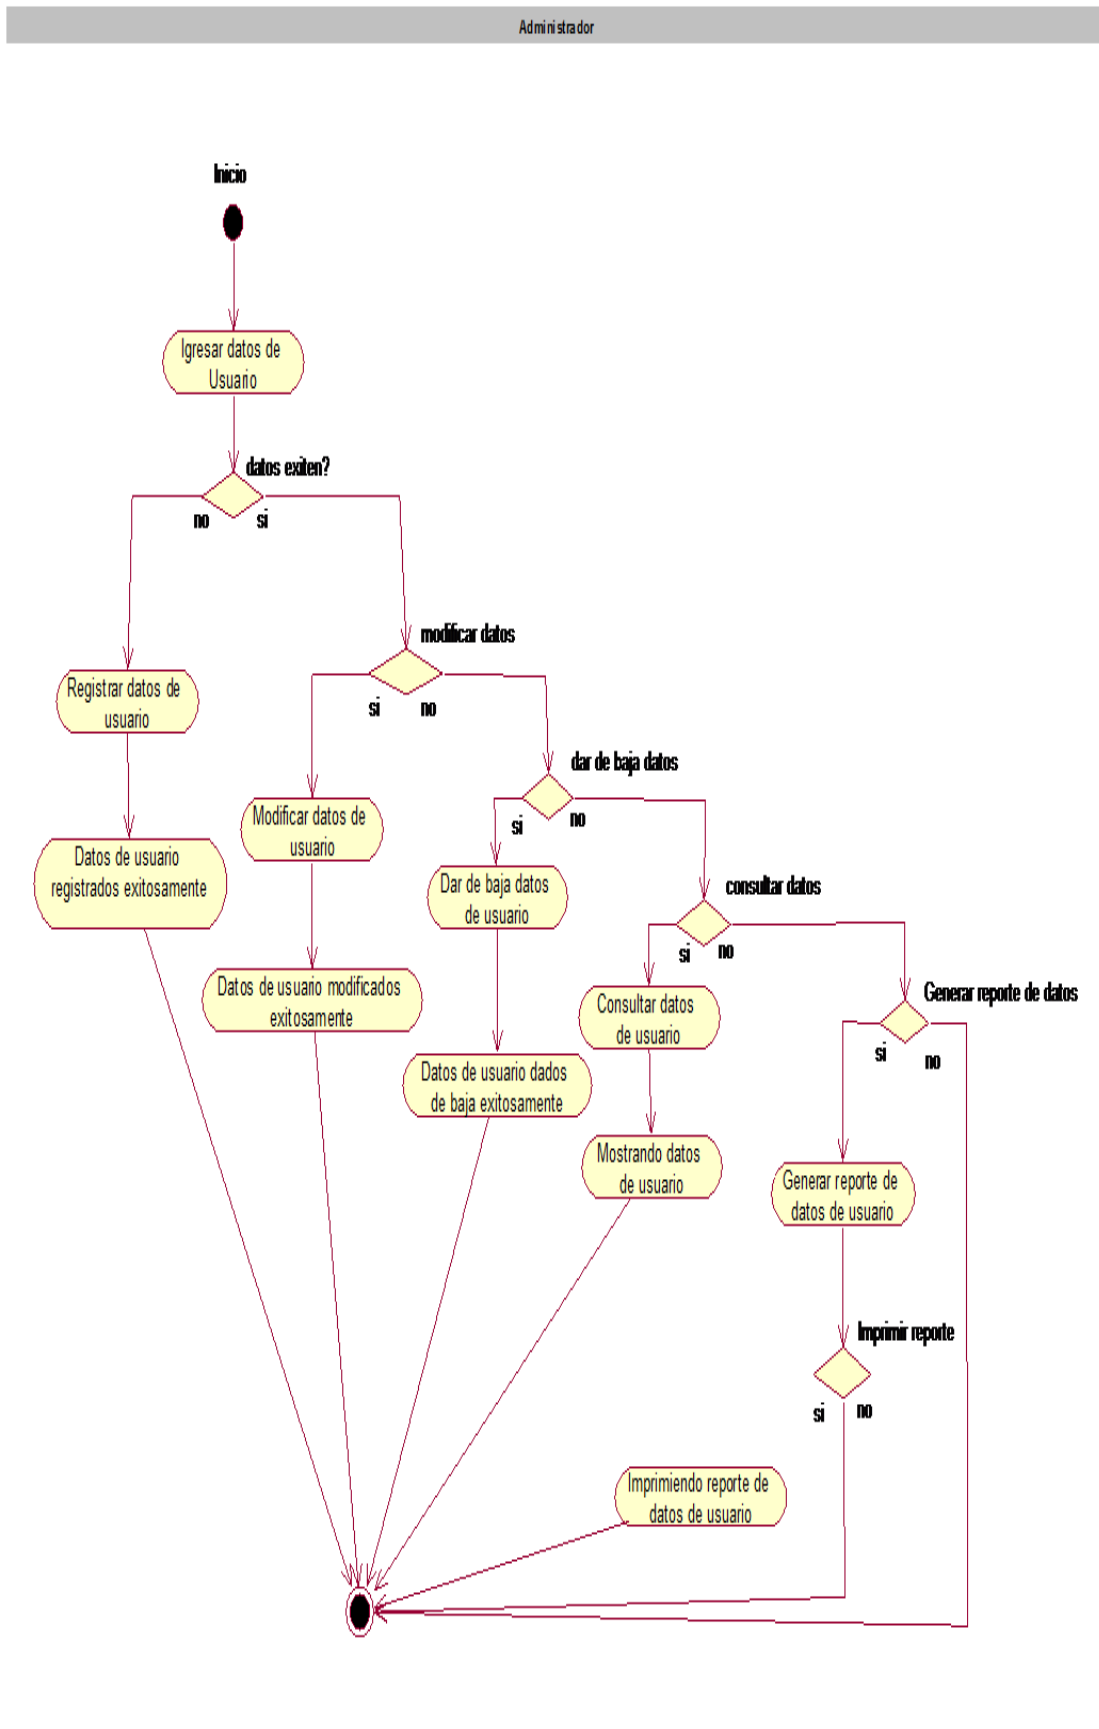 Administrador
Inicio
Igresar datos de
Usuario
datos exiten?
no
si
modificar datos
si
no
Registrar datos de
usuario
dar de baja datos
si
no
Modificar datos de
usuario
Datos de usuario
registrados exitosamente
Dar de baja datos
de usuario
consultar datos
si
no
Datos de usuario modificados
exitosamente
Consultar datos
de usuario
Generar reporte de datos
si
no
Datos de usuario dados
de baja exitosamente
Mostrando datos
de usuario
Generar reporte de
datos de usuario
Imprimir reporte
si
no
Imprimiendo reporte de
datos de usuario